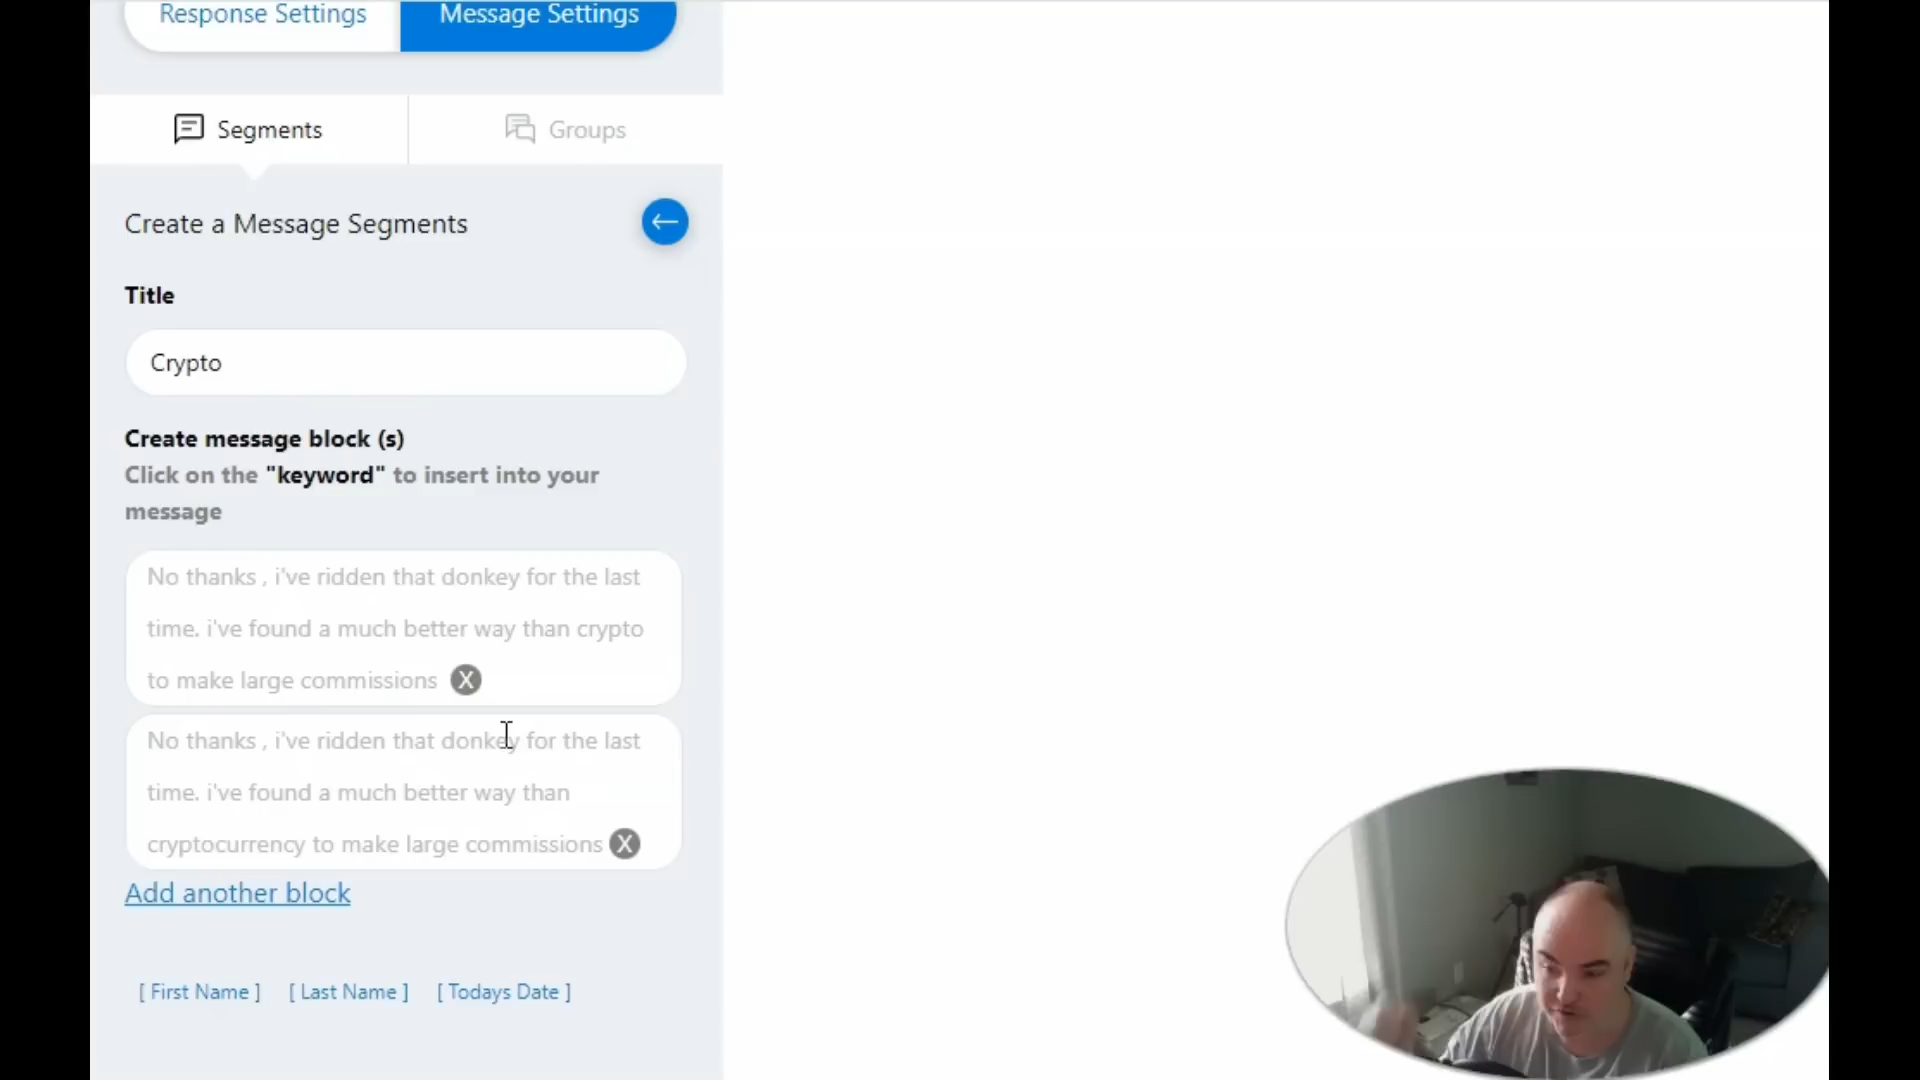 Response Settings
Message Settings
Segments
Groups
Create a Message Segments
Title
Crypto
Create message block (s)
Click on the "keyword" to insert into your
message
No thanks , i've ridden that donkey for the last
time. i've found a much better way than crypto
to make large commissions X
No thanks , i've ridden that donkey for the last
time. i've found a much better way than
cryptocurrency to make large commissions X
Add another block
[ First Name ] [ Last Name ] [ Todays Date ]